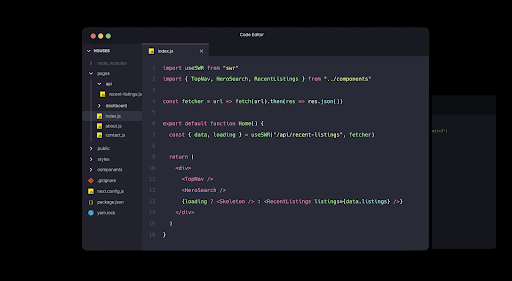 Code Editor
HOUSES
index.js
node_modules
pages
api
recent-listings.js
dashboard
index.js
about.js
contact.js
public
styles
components
.gitignore
next.config.js
package.json
yarn.lock
1 import useSWR from "swr"
2 import { TopNav, HeroSearch, RecentListings } from "../components"
3
4 const fetcher = url => fetch(url).then(res => res.json())
5
6 export default function Home() {
7 const { data, loading } = useSWR("/api/recent-listings", fetcher)
8
9 return (
10 <div>
11 <TopNav />
12 <HeroSearch />
13 {loading ? <Skeleton /> : <RecentListings listings={data.listings} />}
14 </div>
15 )
16 }